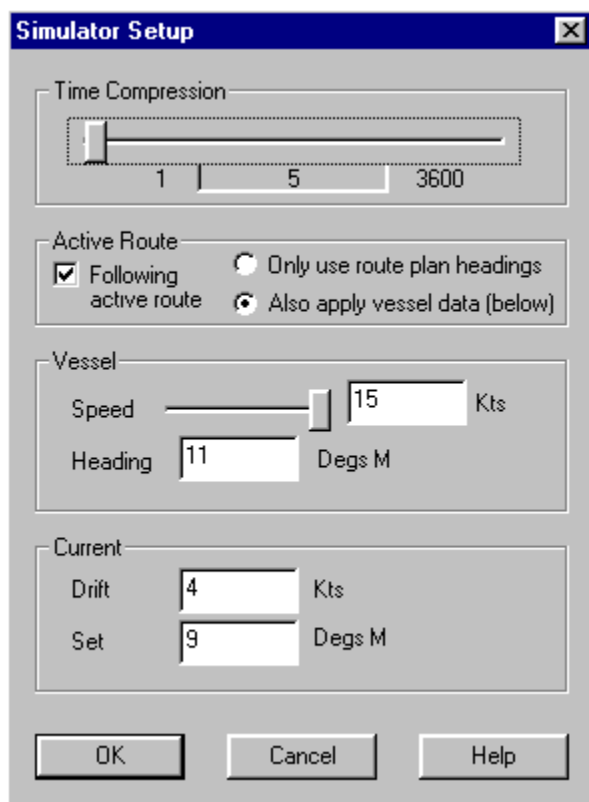 Simulator Setup
Time Compression
1 5 3600
Active Route
Following
active route
Only use route plan headings
Also apply vessel data (below)
Vessel
Speed 15 Kts
Heading 11 Degs M
Current
Drift 4 Kts
Set 9 Degs M
OK Cancel Help